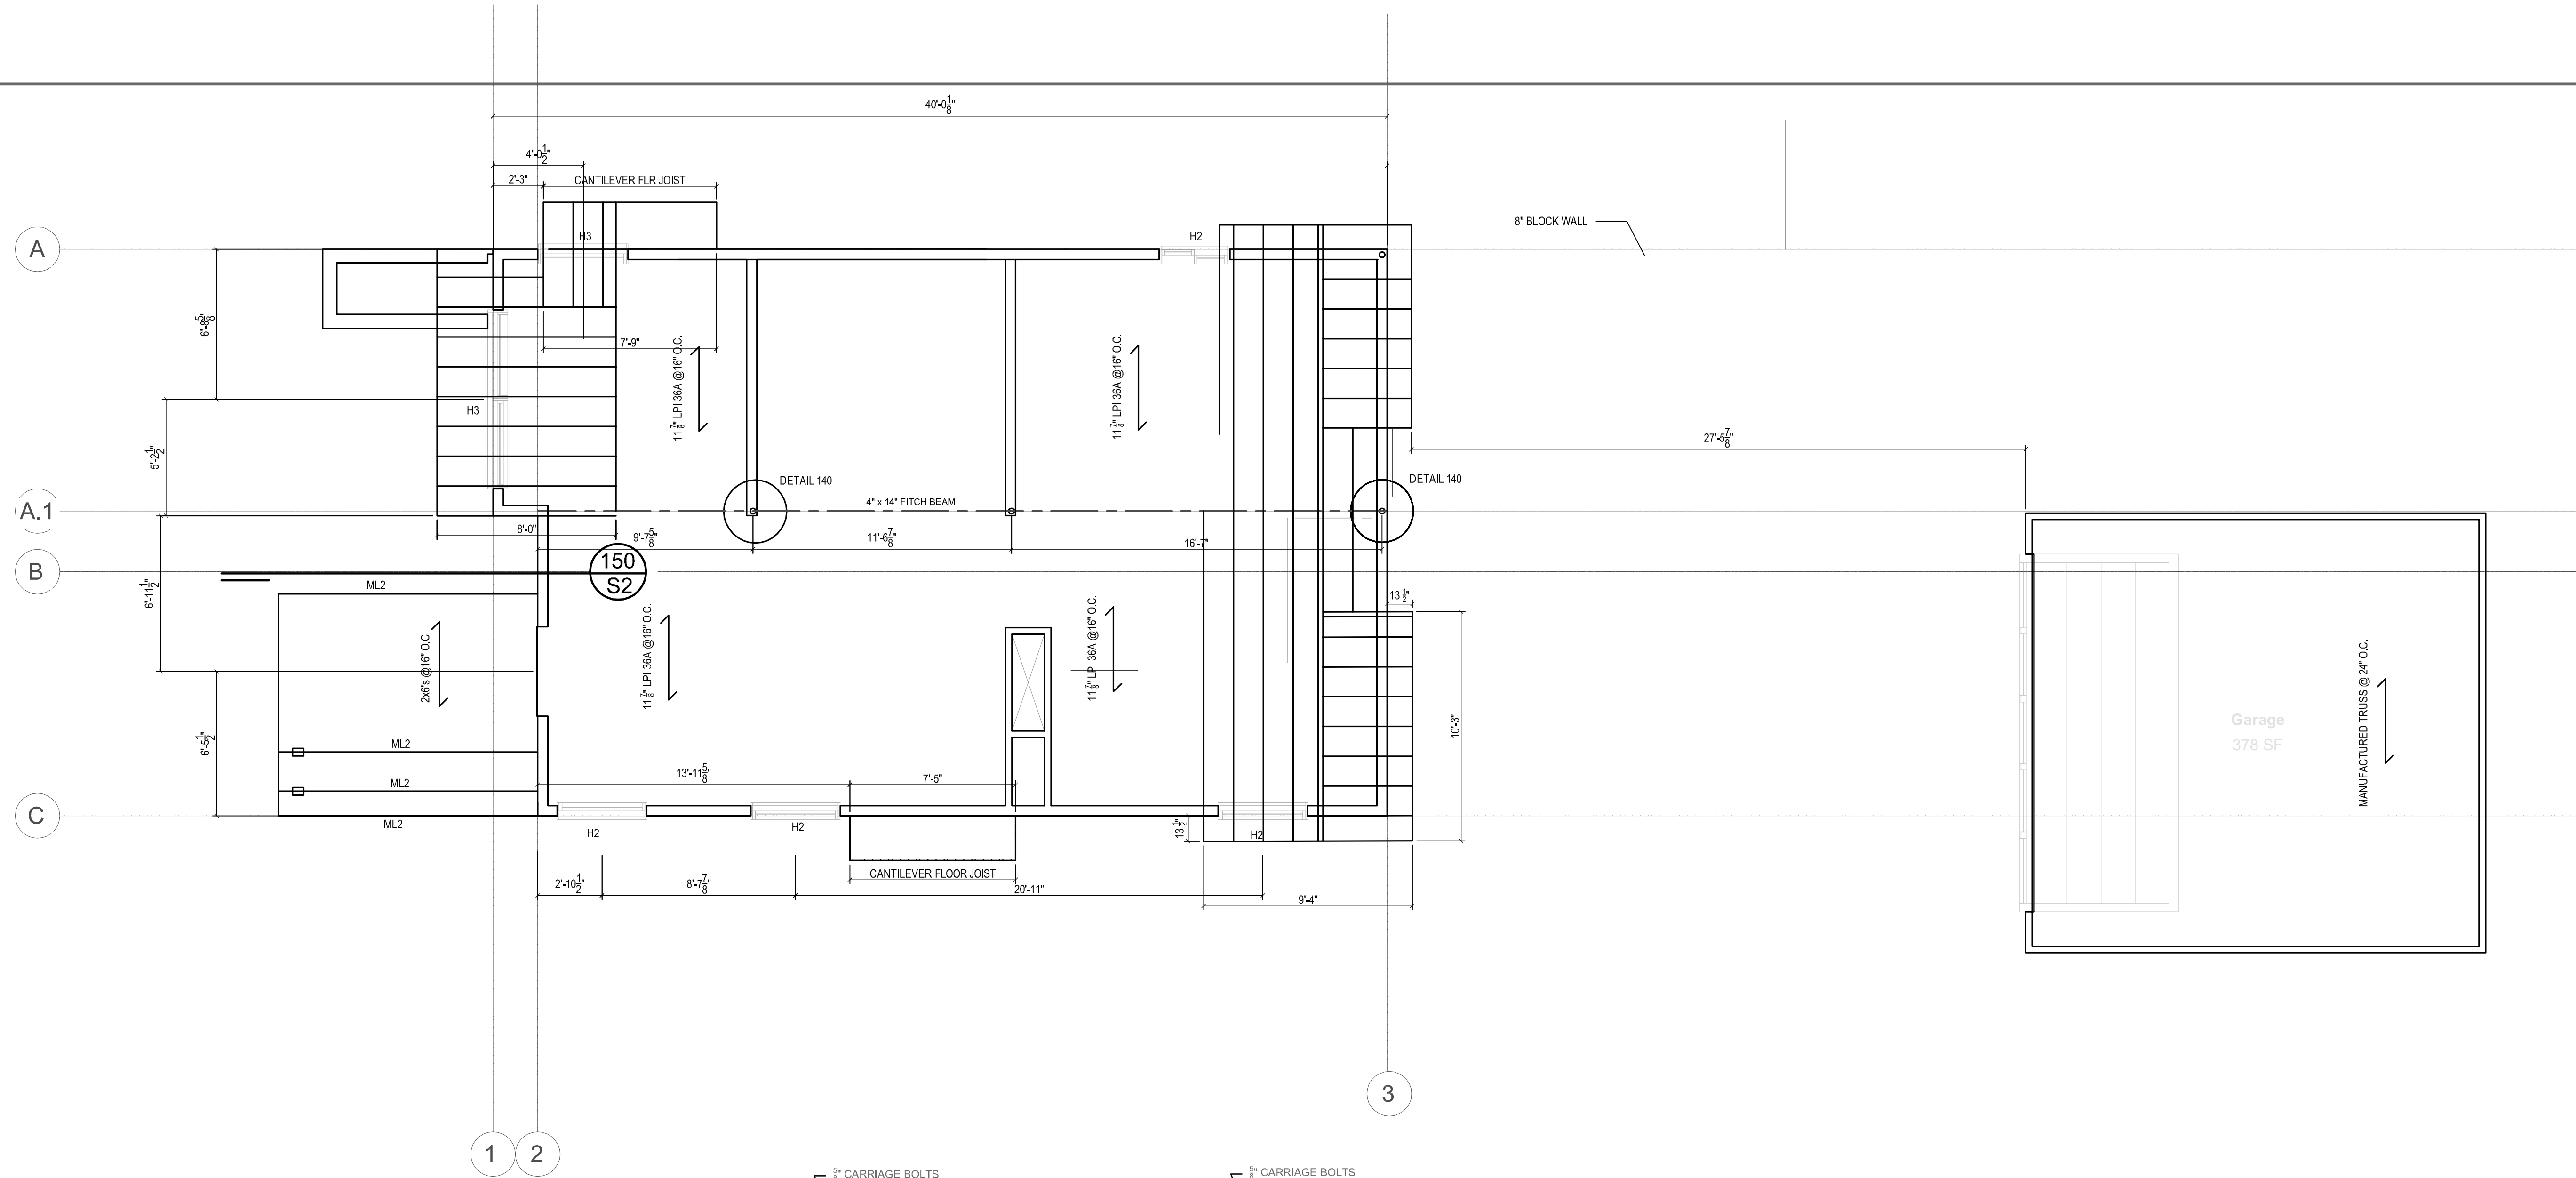 40'-0 1/8"
4'-0 1/2"
2'-3"
CANTILEVER FLR JOIST
8" BLOCK WALL
H3
H2
A
6'-8 5/8"
7'-9"
11 7/8" LPI 36A @16" O.C.
11 7/8" LPI 36A @16" O.C.
H3
5'-2 1/2"
27'-5 7/8"
DETAIL 140
DETAIL 140
4" x 14" FITCH BEAM
A.1
8'-0"
9'-7 5/8"
11'-6 7/8"
16'-7"
150
S2
B
ML2
6'-11 1/2"
13 1/2"
2x6's @16" O.C.
11 7/8" LPI 36A @16" O.C.
11 7/8" LPI 36A @16" O.C.
10'-3"
MANUFACTURED TRUSS @ 24" O.C.
Garage
378 SF
6'-5 1/2"
ML2
13'-11 5/8"
7'-5"
ML2
C
ML2
H2
H2
13 1/2"
H2
CANTILEVER FLOOR JOIST
2'-10 1/2"
8'-7 7/8"
20'-11"
9'-4"
3
1
2
5/8" CARRIAGE BOLTS
5/8" CARRIAGE BOLTS